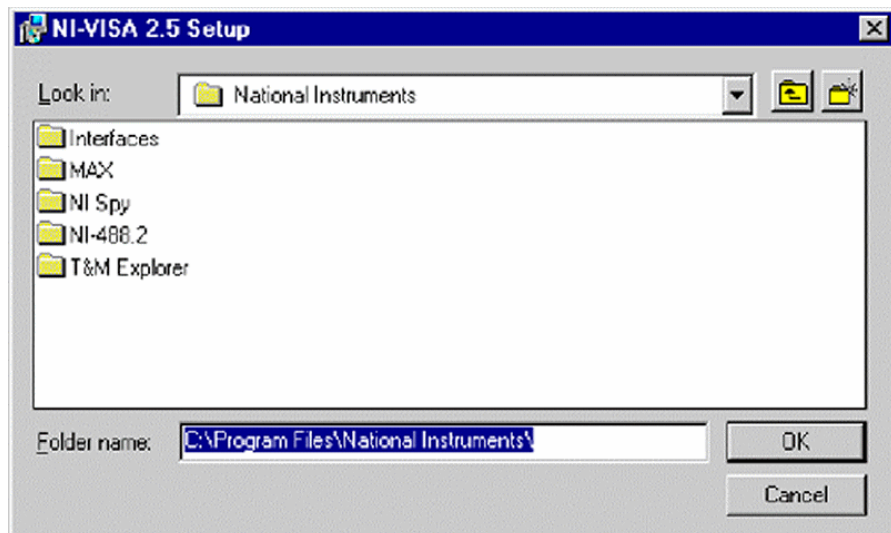 NI-VISA 2.5 Setup
Look in:
National Instruments
Interfaces
MAX
NI Spy
NI-488.2
T&M Explorer
Folder name:
C:\Program Files\National Instruments\
OK
Cancel